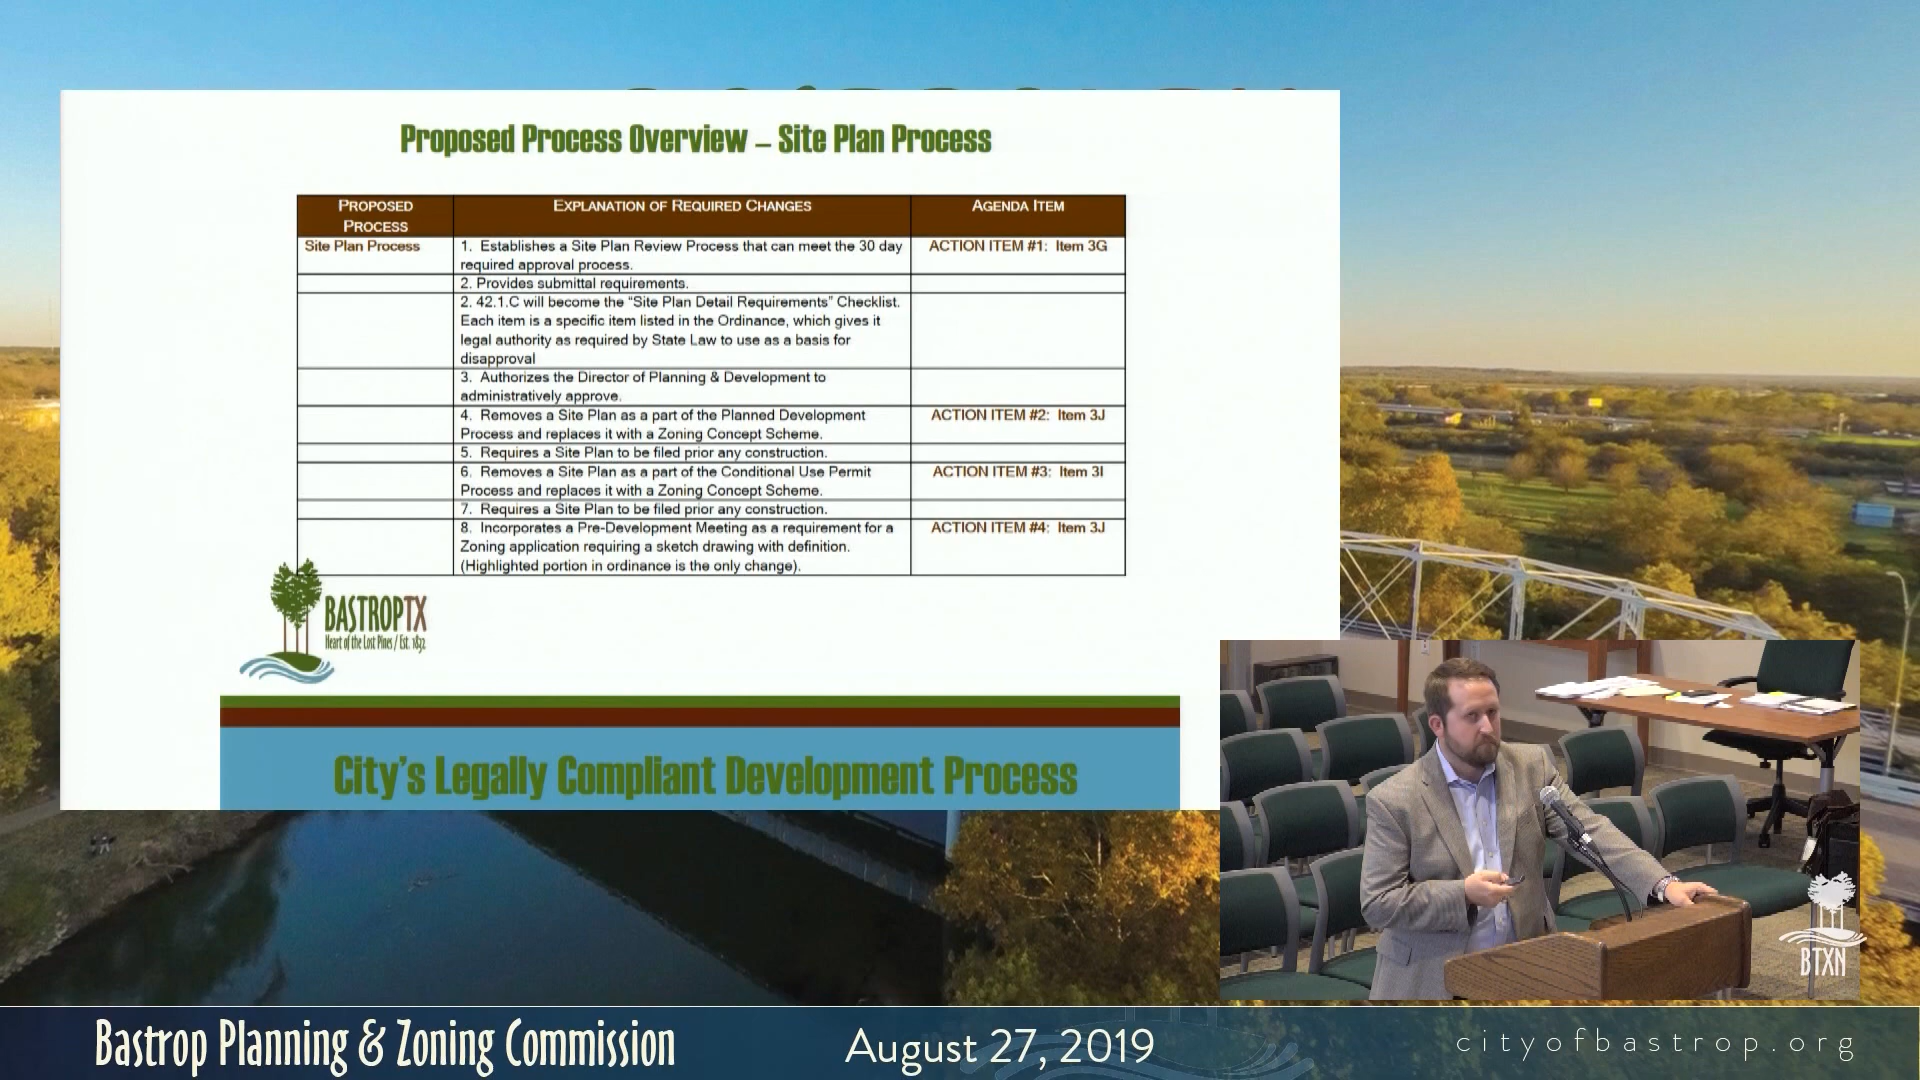 Proposed Process Overview – Site Plan Process
PROPOSED PROCESS
EXPLANATION OF REQUIRED CHANGES
AGENDA ITEM
Site Plan Process
1. Establishes a Site Plan Review Process that can meet the 30 day
required approval process.
ACTION ITEM #1: Item 3G
2. Provides submittal requirements.
2. 42.1.C will become the “Site Plan Detail Requirements” Checklist.
Each item is a specific item listed in the Ordinance, which gives it
legal authority as required by State Law to use as a basis for
disapproval
3. Authorizes the Director of Planning & Development to
administratively approve.
4. Removes a Site Plan as a part of the Planned Development
Process and replaces it with a Zoning Concept Scheme.
ACTION ITEM #2: Item 3J
5. Requires a Site Plan to be filed prior any construction.
6. Removes a Site Plan as a part of the Conditional Use Permit
Process and replaces it with a Zoning Concept Scheme.
ACTION ITEM #3: Item 3I
7. Requires a Site Plan to be filed prior any construction.
8. Incorporates a Pre-Development Meeting as a requirement for a
Zoning application requiring a sketch drawing with definition.
(Highlighted portion in ordinance is the only change).
ACTION ITEM #4: Item 3J
BASTROPTX
Heart of the Lost Pines / Est. 1832
City's Legally Compliant Development Process
BTXN
Bastrop Planning & Zoning Commission
August 27, 2019
cityofbastrop.org